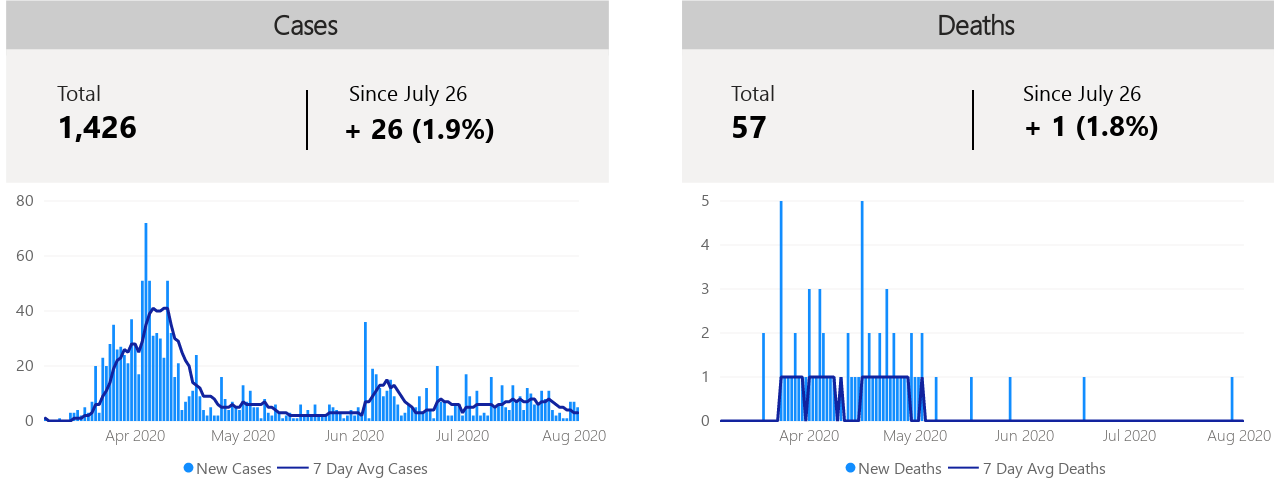 Cases
Total
Since July 26
1,426
+ 26 (1.9%)
80
60
40
20
0
Apr 2020 May 2020 Jun 2020 Jul 2020 Aug 2020
New Cases 7 Day Avg Cases
Deaths
Total
Since July 26
57
+ 1 (1.8%)
5
4
3
2
1
0
Apr 2020 May 2020 Jun 2020 Jul 2020 Aug 2020
New Deaths 7 Day Avg Deaths